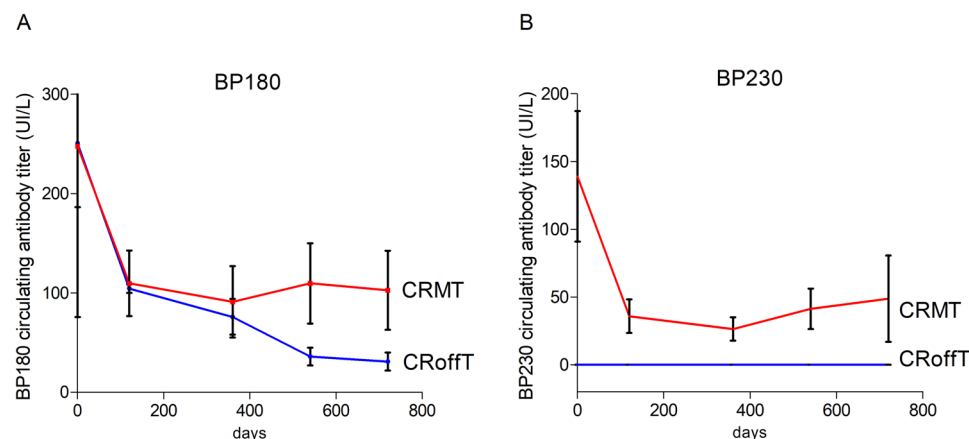 A
BP180
BP180 circulating antibody titer (UI/L)
300
200
100
0
CRMT
CRoffT
0 200 400 600 800
days
B
BP230
BP230 circulating antibody titer (UI/L)
200
150
100
50
0
CRMT
CRoffT
0 200 400 600 800
days